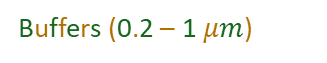 Buffers (0.2 – 1 μm)